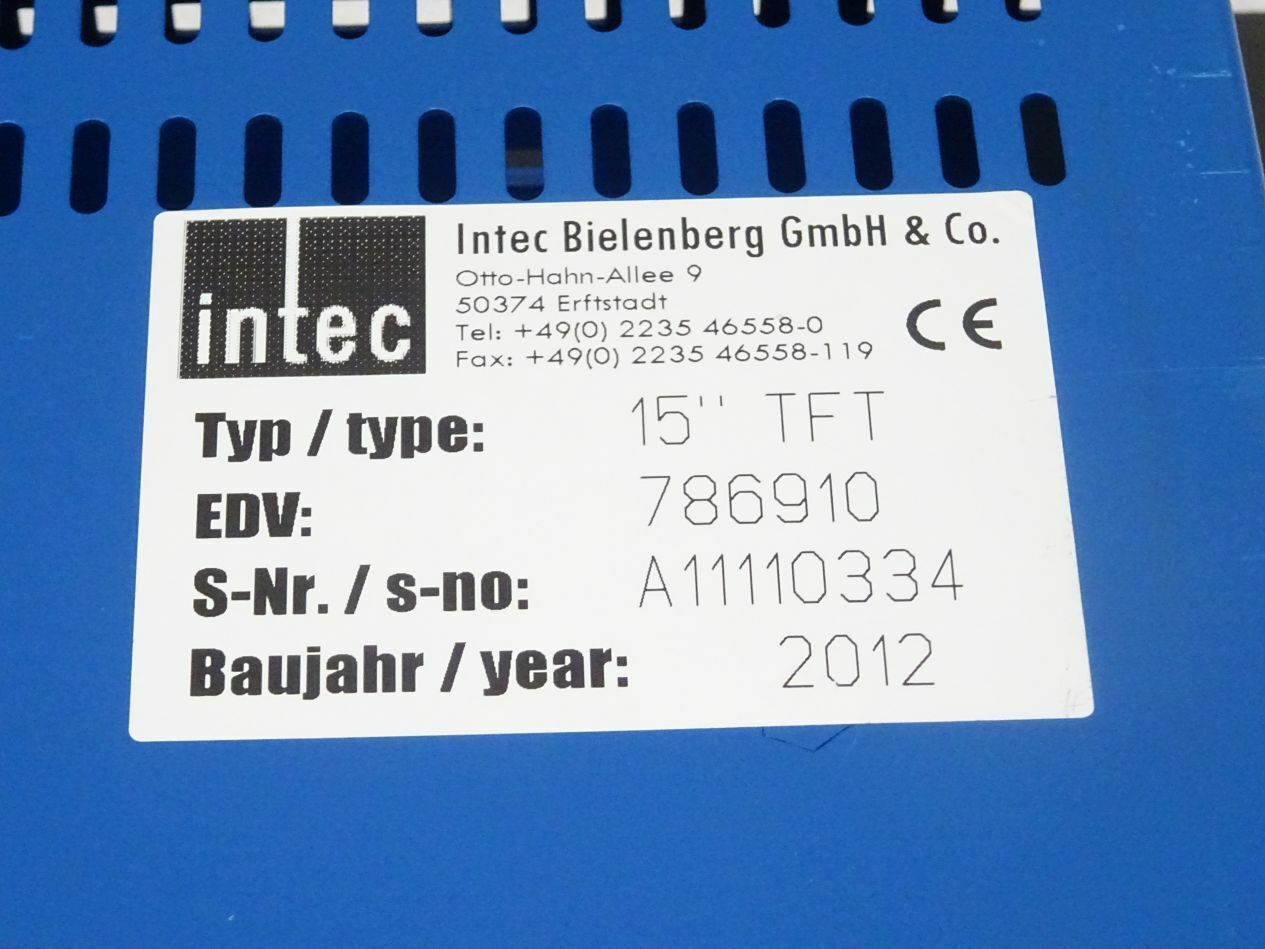 intec
Intec Bielenberg GmbH & Co.
Otto-Hahn-Allee 9
50374 Erftstadt
Tel: +49(0) 2235 46558-0
Fax: +49(0) 2235 46558-119
CE
Typ / type: 15'' TFT
EDV: 786910
S-Nr. / s-no: A11110334
Baujahr / year: 2012